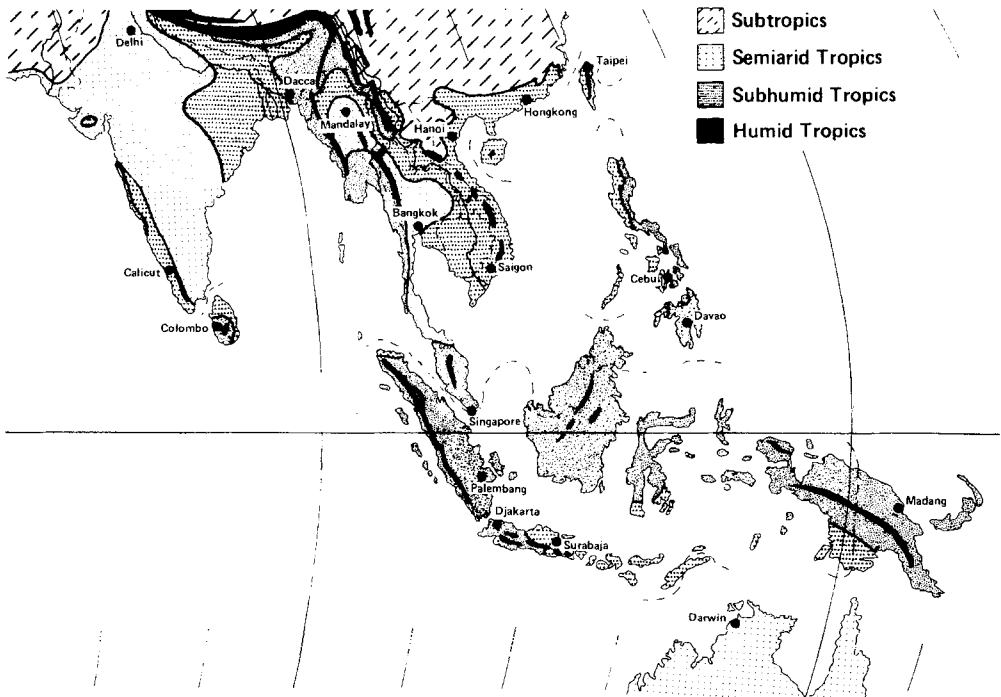 Subtropics
Semiarid Tropics
Subhumid Tropics
Humid Tropics
Delhi
Taipei
Dacca
Hongkong
Mandalay
Hanoi
Bangkok
Calicut
Saigon
Cebu
Colombo
Davao
Singapore
Palembang
Madang
Djakarta
Surabaja
Darwin